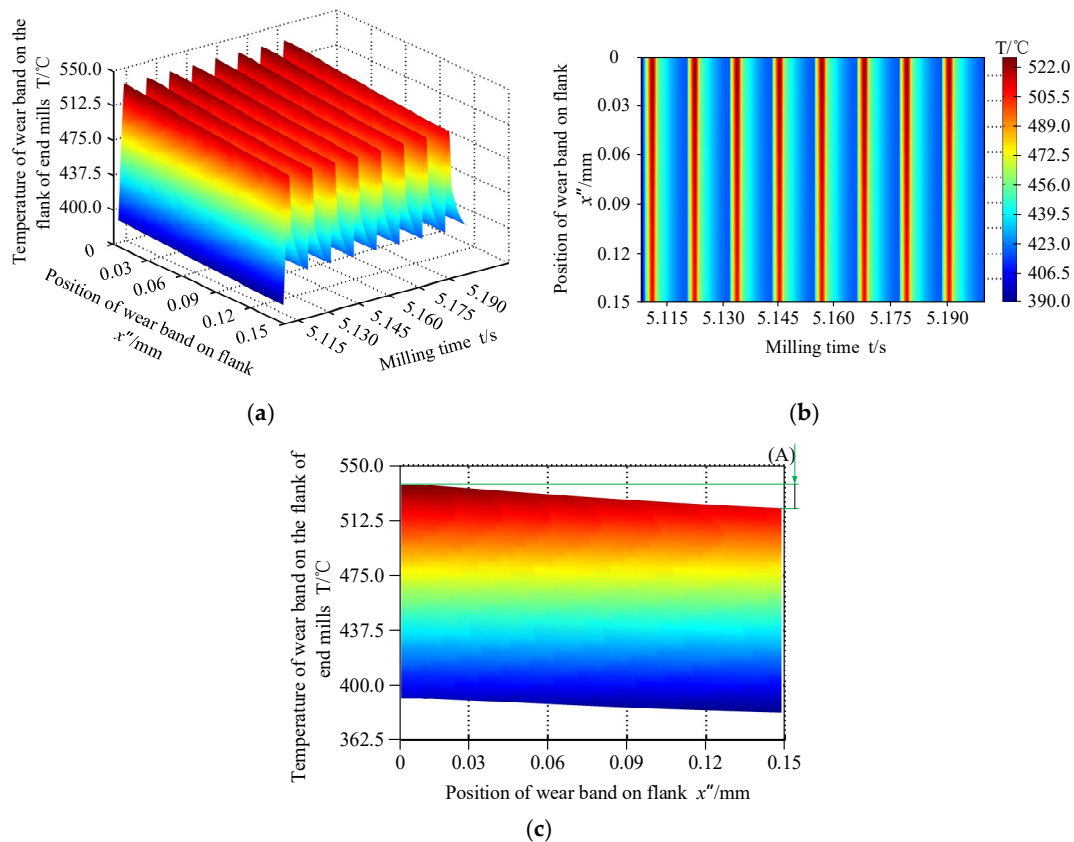 Temperature of wear band on the
flank of end mills T/℃
550.0
512.5
475.0
437.5
400.0
0
0.03
0.06
0.09
0.12
0.15
Position of wear band on flank
x″/mm
5.115
5.130
5.145
5.160
5.175
5.190
Milling time t/s
(a)
Position of wear band on flank
x″/mm
0
0.03
0.06
0.09
0.12
0.15
5.115 5.130 5.145 5.160 5.175 5.190
Milling time t/s
T/℃
522.0
505.5
489.0
472.5
456.0
439.5
423.0
406.5
390.0
(b)
Temperature of wear band on the flank of
end mills T/℃
550.0
512.5
475.0
437.5
400.0
362.5
(A)
0 0.03 0.06 0.09 0.12 0.15
Position of wear band on flank x″/mm
(c)